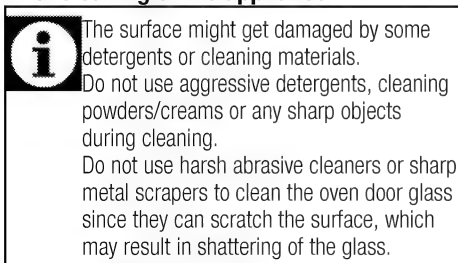 The surface might get damaged by some
detergents or cleaning materials.
Do not use aggressive detergents, cleaning
powders/creams or any sharp objects
during cleaning.
Do not use harsh abrasive cleaners or sharp
metal scrapers to clean the oven door glass
since they can scratch the surface, which
may result in shattering of the glass.